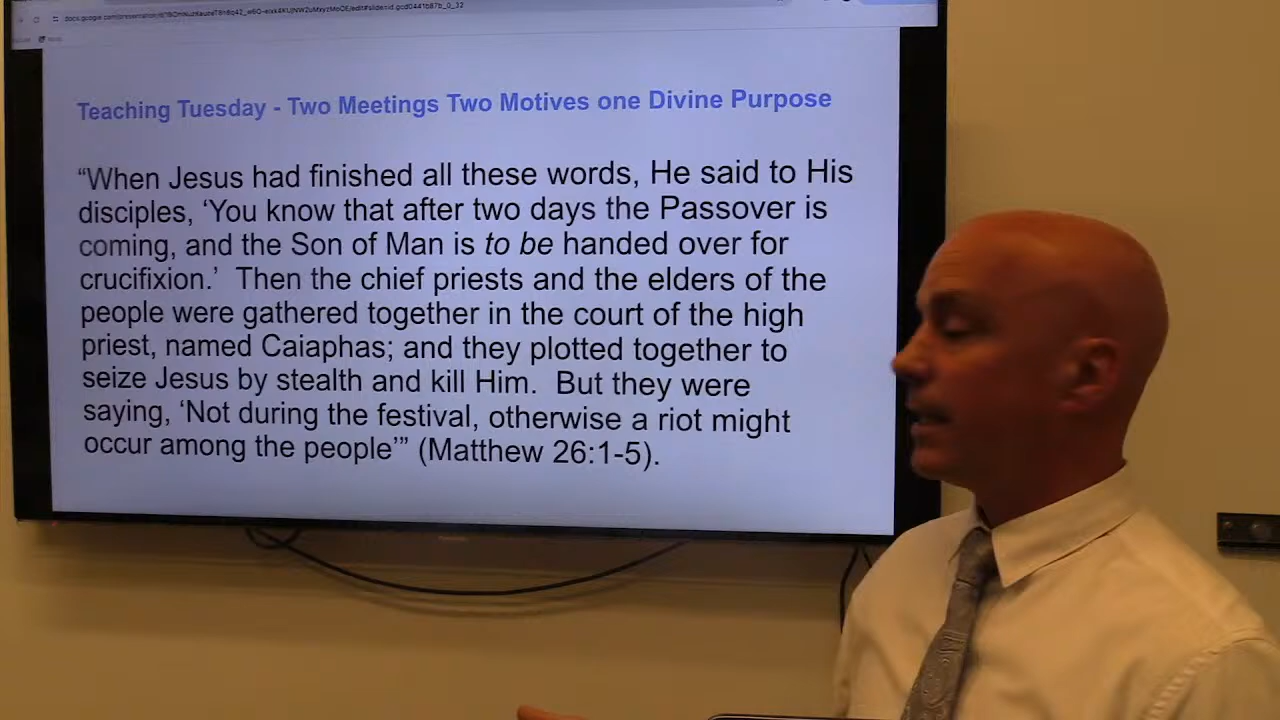 Teaching Tuesday - Two Meetings Two Motives one Divine Purpose
“When Jesus had finished all these words, He said to His
disciples, ‘You know that after two days the Passover is
coming, and the Son of Man is to be handed over for
crucifixion.’  Then the chief priests and the elders of the
people were gathered together in the court of the high
priest, named Caiaphas; and they plotted together to
seize Jesus by stealth and kill Him.  But they were
saying, ‘Not during the festival, otherwise a riot might
occur among the people’” (Matthew 26:1-5).